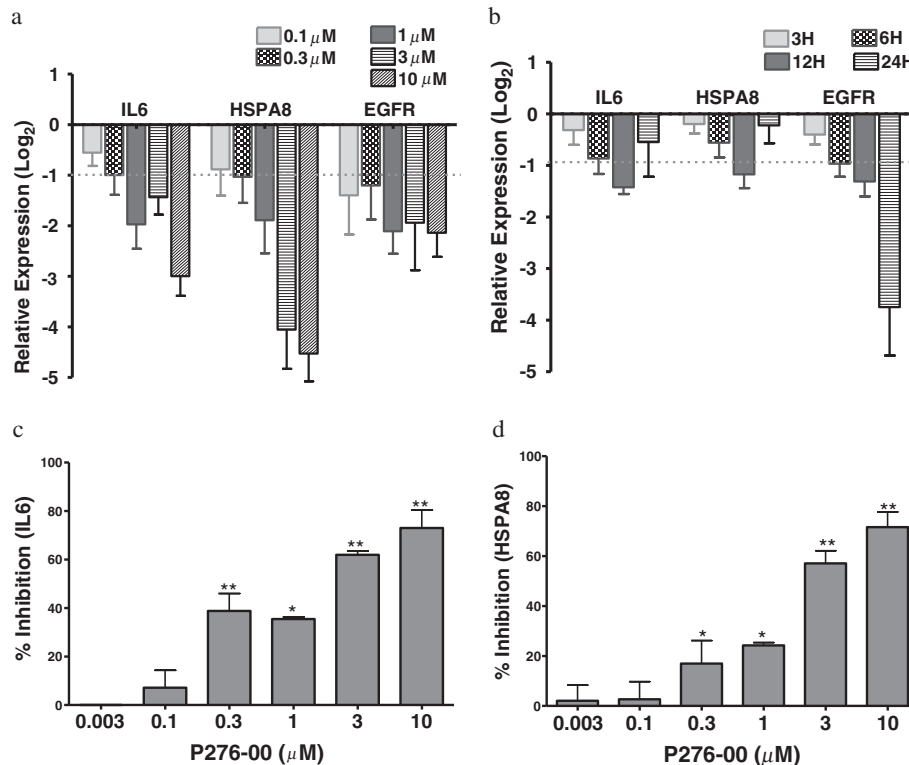 a
0.1 μM
1 μM
0.3 μM
3 μM
10 μM
Relative Expression (Log2)
1
0
-1
-2
-3
-4
-5
IL6
HSPA8
EGFR
b
3H
6H
12H
24H
Relative Expression (Log2)
1
0
-1
-2
-3
-4
-5
IL6
HSPA8
EGFR
c
% Inhibition (IL6)
100
80
60
40
20
0
**
*
**
**
0.003 0.1 0.3 1 3 10
P276-00 (μM)
d
% Inhibition (HSPA8)
100
80
60
40
20
0
*
*
**
**
0.003 0.1 0.3 1 3 10
P276-00 (μM)